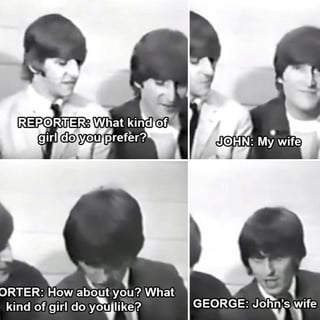 REPORTER: What kind of
girl do you prefer?
JOHN: My wife
ORTER: How about you? What
kind of girl do you like?
GEORGE: John's wife